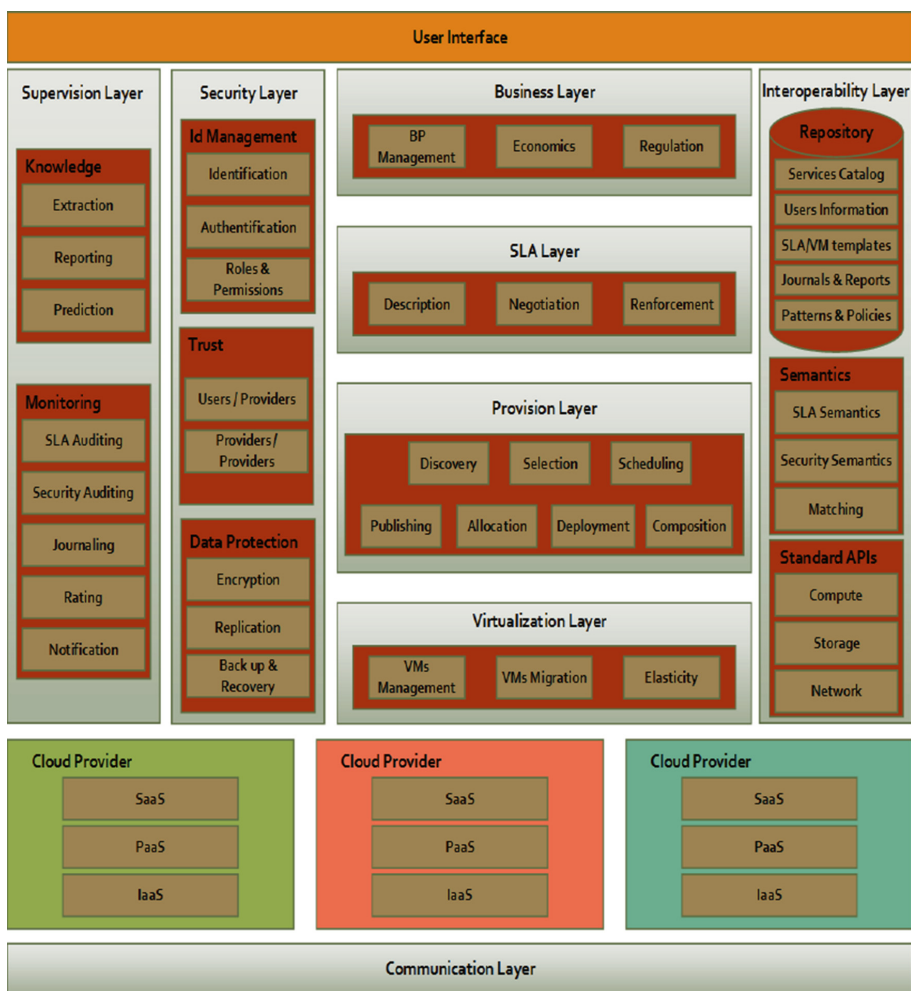 User Interface
Supervision Layer
Knowledge
Extraction
Reporting
Prediction
Monitoring
SLA Auditing
Security Auditing
Journaling
Rating
Notification
Security Layer
Id Management
Identification
Authentification
Roles &
Permissions
Trust
Users / Providers
Providers /
Providers
Data Protection
Encryption
Replication
Back up &
Recovery
Business Layer
BP
Management
Economics
Regulation
SLA Layer
Description
Negotiation
Renforcement
Provision Layer
Discovery
Selection
Scheduling
Publishing
Allocation
Deployment
Composition
Virtualization Layer
VMs
Management
VMs Migration
Elasticity
Interoperability Layer
Repository
Services Catalog
Users Information
SLA/VM templates
Journals & Reports
Patterns & Policies
Semantics
SLA Semantics
Security Semantics
Matching
Standard APIs
Compute
Storage
Network
Cloud Provider
SaaS
PaaS
IaaS
Cloud Provider
SaaS
PaaS
IaaS
Cloud Provider
SaaS
PaaS
IaaS
Communication Layer